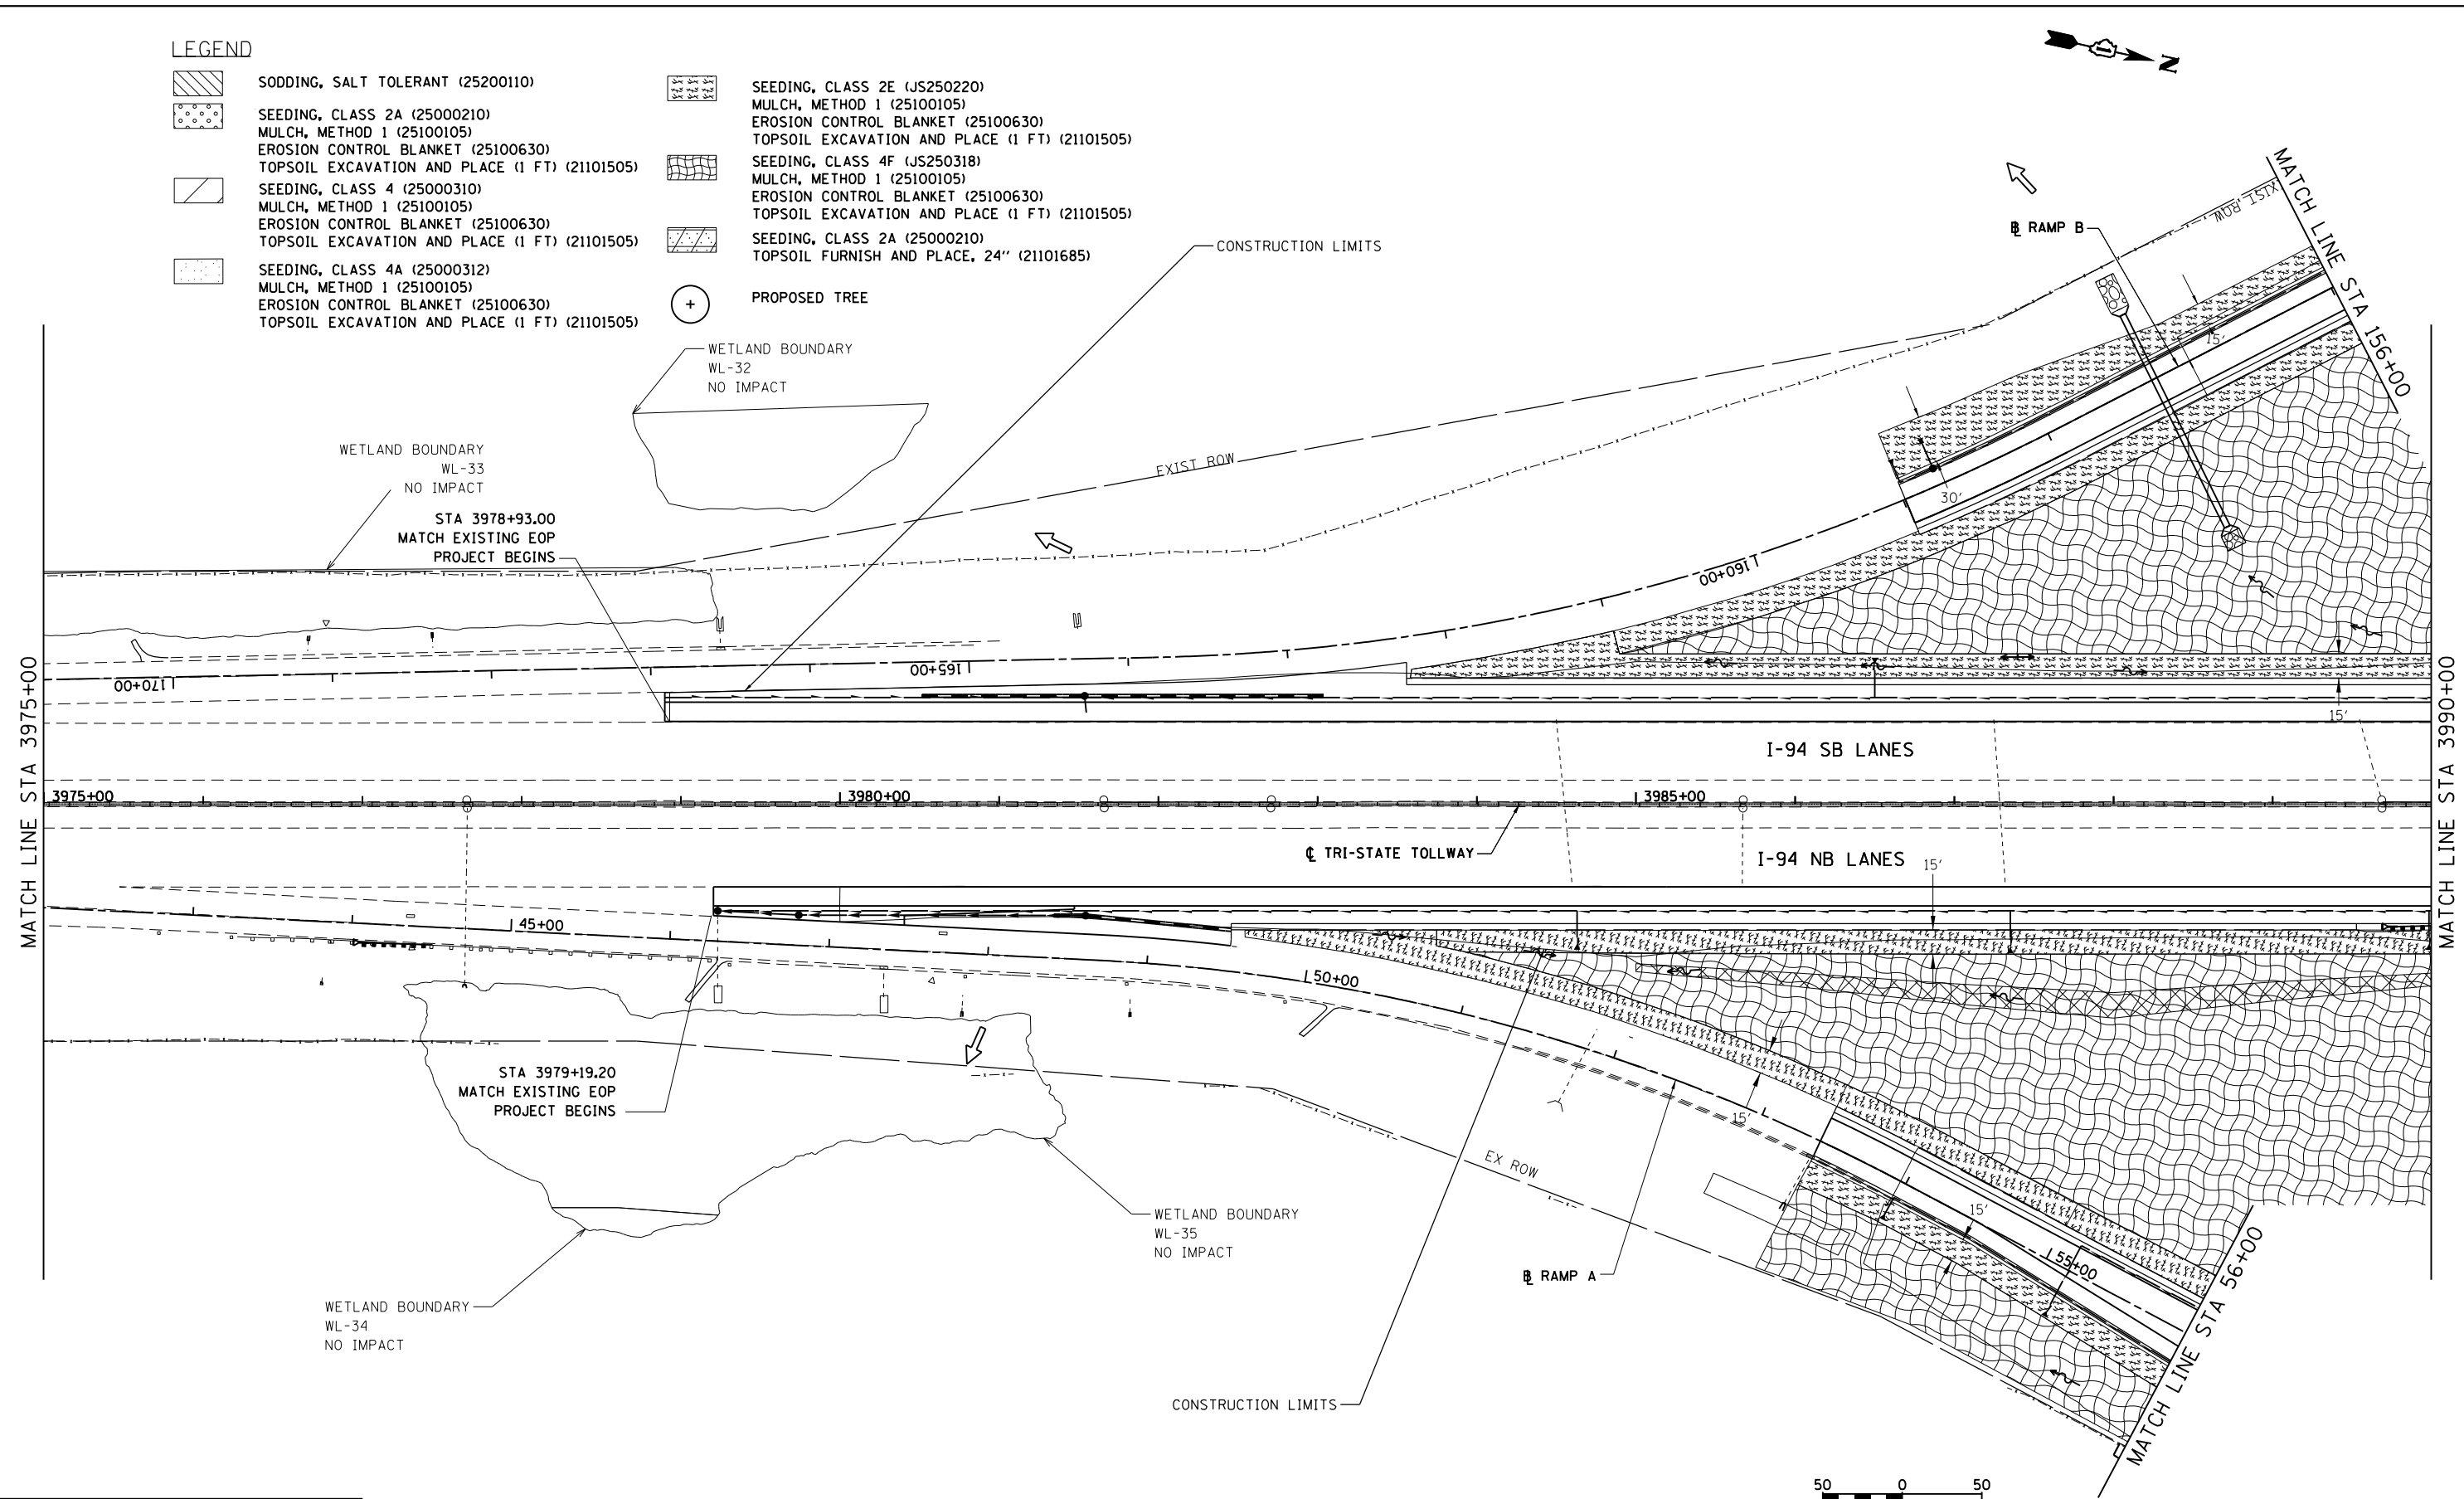 LEGEND
SODDING, SALT TOLERANT (25200110)
SEEDING, CLASS 2A (25000210)
MULCH, METHOD 1 (25100105)
EROSION CONTROL BLANKET (25100630)
TOPSOIL EXCAVATION AND PLACE (1 FT) (21101505)
SEEDING, CLASS 4 (25000310)
MULCH, METHOD 1 (25100105)
EROSION CONTROL BLANKET (25100630)
TOPSOIL EXCAVATION AND PLACE (1 FT) (21101505)
SEEDING, CLASS 4A (25000312)
MULCH, METHOD 1 (25100105)
EROSION CONTROL BLANKET (25100630)
TOPSOIL EXCAVATION AND PLACE (1 FT) (21101505)
SEEDING, CLASS 2E (JS250220)
MULCH, METHOD 1 (25100105)
EROSION CONTROL BLANKET (25100630)
TOPSOIL EXCAVATION AND PLACE (1 FT) (21101505)
SEEDING, CLASS 4F (JS250318)
MULCH, METHOD 1 (25100105)
EROSION CONTROL BLANKET (25100630)
TOPSOIL EXCAVATION AND PLACE (1 FT) (21101505)
SEEDING, CLASS 2A (25000210)
TOPSOIL FURNISH AND PLACE, 24" (21101685)
PROPOSED TREE
N
CONSTRUCTION LIMITS
MATCH LINE STA 156+00
EXIST ROW
℄ RAMP B
15'
30'
WETLAND BOUNDARY
WL-32
NO IMPACT
WETLAND BOUNDARY
WL-33
NO IMPACT
EXIST ROW
STA 3978+93.00
MATCH EXISTING EOP
PROJECT BEGINS
160+00
165+00
170+00
15'
MATCH LINE STA 3975+00
MATCH LINE STA 3990+00
I-94 SB LANES
3975+00
3980+00
3985+00
℄ TRI-STATE TOLLWAY
I-94 NB LANES
15'
45+00
50+00
STA 3979+19.20
MATCH EXISTING EOP
PROJECT BEGINS
15'
EX ROW
WETLAND BOUNDARY
WL-35
NO IMPACT
15'
55+00
℄ RAMP A
WETLAND BOUNDARY
WL-34
NO IMPACT
MATCH LINE STA 56+00
CONSTRUCTION LIMITS
50 0 50